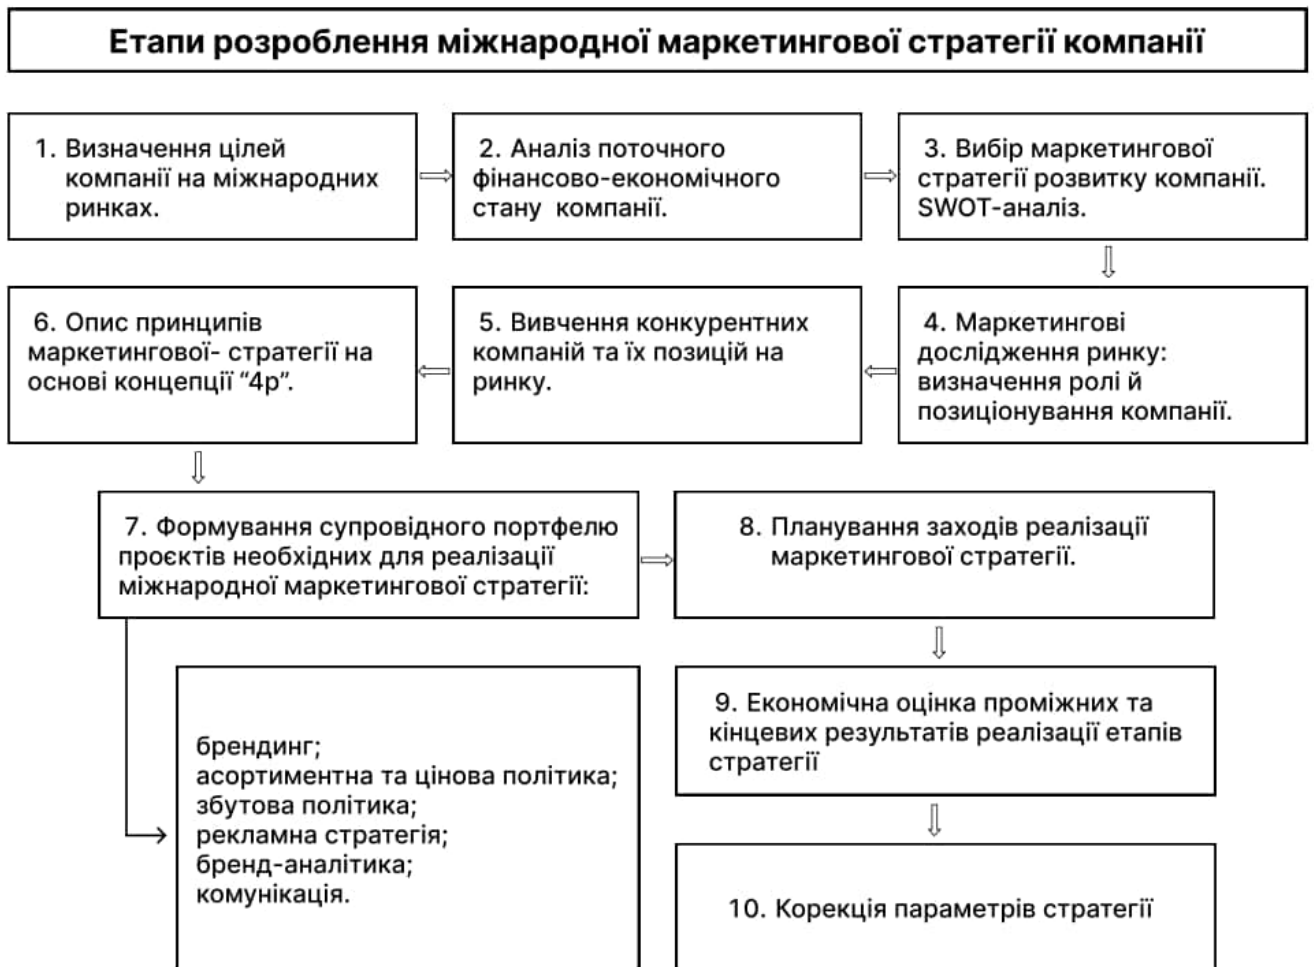 Етапи розроблення міжнародної маркетингової стратегії компанії
1. Визначення цілей
компанії на міжнародних
ринках.
2. Аналіз поточного
фінансово-економічного
стану компанії.
3. Вибір маркетингової
стратегії розвитку компанії.
SWOT-аналіз.
4. Маркетингові
дослідження ринку:
визначення ролі й
позиціонування компанії.
5. Вивчення конкурентних
компаній та їх позицій на
ринку.
6. Опис принципів
маркетингової- стратегії на
основі концепції “4р”.
7. Формування супровідного портфелю
проєктів необхідних для реалізації
міжнародної маркетингової стратегії:
брендинг;
асортиментна та цінова політика;
збутова політика;
рекламна стратегія;
бренд-аналітика;
комунікація.
8. Планування заходів реалізації
маркетингової стратегії.
9. Економічна оцінка проміжних та
кінцевих результатів реалізації етапів
стратегії
10. Корекція параметрів стратегії